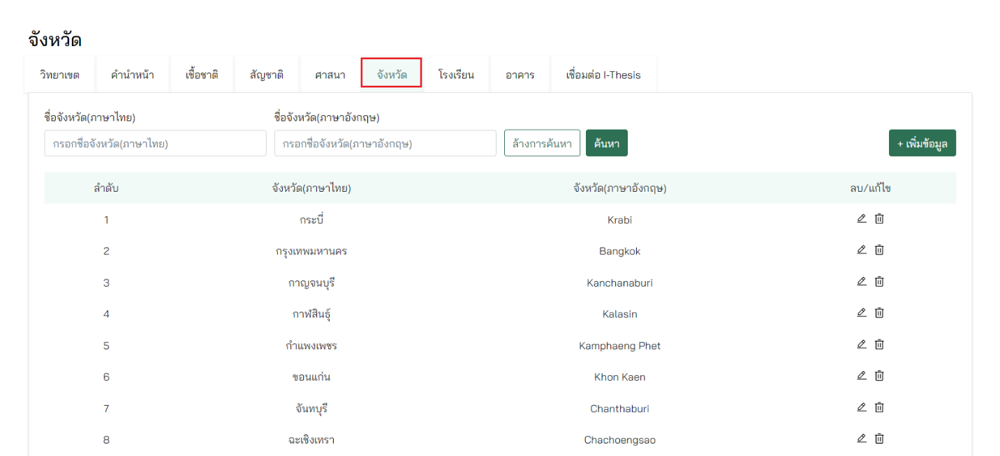 จังหวัด
วิทยาเขต คำนำหน้า เชื้อชาติ สัญชาติ ศาสนา จังหวัด โรงเรียน อาคาร เชื่อมต่อ I-Thesis
ชื่อจังหวัด(ภาษาไทย) ชื่อจังหวัด(ภาษาอังกฤษ)
กรอกชื่อจังหวัด(ภาษาไทย) กรอกชื่อจังหวัด(ภาษาอังกฤษ) ล้างการค้นหา ค้นหา + เพิ่มข้อมูล
ลำดับ จังหวัด(ภาษาไทย) จังหวัด(ภาษาอังกฤษ) ลบ/แก้ไข
1 กระบี่ Krabi
2 กรุงเทพมหานคร Bangkok
3 กาญจนบุรี Kanchanaburi
4 กาฬสินธุ์ Kalasin
5 กำแพงเพชร Kamphaeng Phet
6 ขอนแก่น Khon Kaen
7 จันทบุรี Chanthaburi
8 ฉะเชิงเทรา Chachoengsao